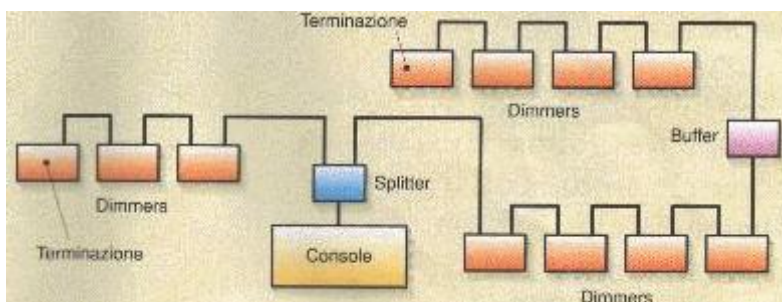 Terminazione
Dimmers
Buffer
Splitter
Dimmers
Terminazione
Console
Dimmers